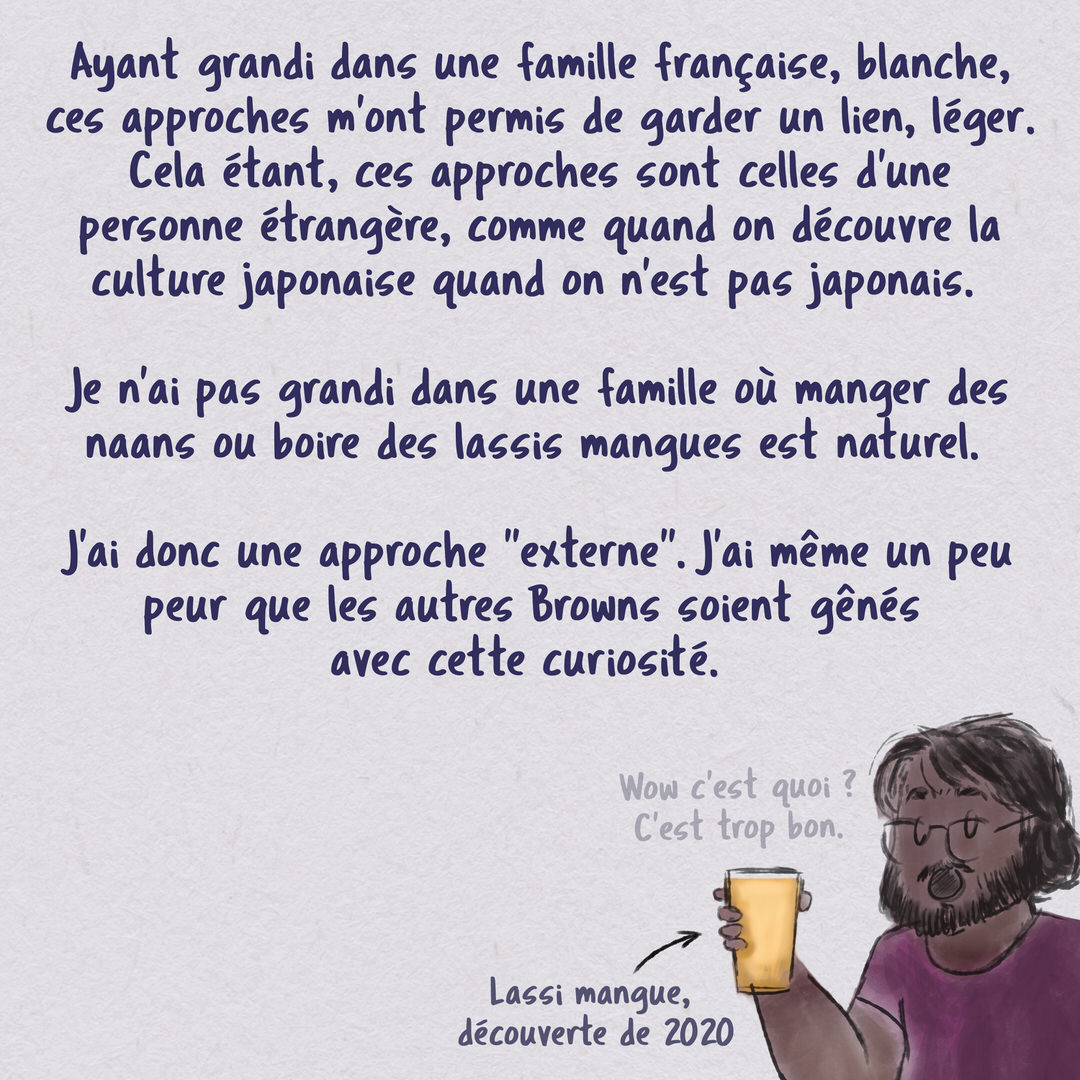 Ayant grandi dans une famille française, blanche,
ces approches m'ont permis de garder un lien, léger.
Cela étant, ces approches sont celles d'une
personne étrangère, comme quand on découvre la
culture japonaise quand on n'est pas japonais.
Je n'ai pas grandi dans une famille où manger des
naans ou boire des lassis mangues est naturel.
J'ai donc une approche "externe". J'ai même un peu
peur que les autres Browns soient gênés
avec cette curiosité.
Wow c'est quoi ?
C'est trop bon.
Lassi mangue,
découverte de 2020